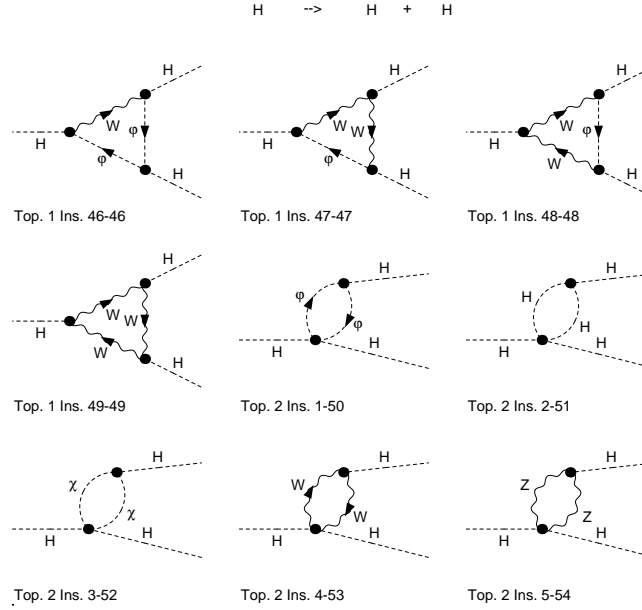 H --> H + H
H
W
φ
H
φ
H
Top. 1 Ins. 46-46
H
W
W
H
φ
H
Top. 1 Ins. 47-47
H
W
φ
H
W
H
Top. 1 Ins. 48-48
H
W
W
H
W
H
Top. 1 Ins. 49-49
H
φ
φ
H
H
Top. 2 Ins. 1-50
H
H
H
H
H
Top. 2 Ins. 2-51
H
χ
χ
H
H
Top. 2 Ins. 3-52
H
W
W
H
H
Top. 2 Ins. 4-53
H
Z
Z
H
H
Top. 2 Ins. 5-54